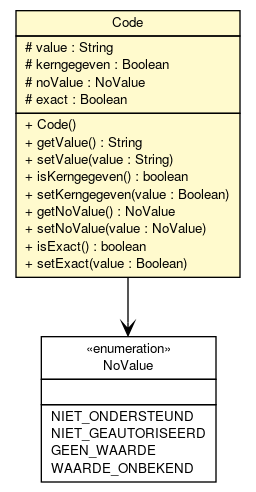 Code
# value : String
# kerngegeven : Boolean
# noValue : NoValue
# exact : Boolean
+ Code()
+ getValue() : String
+ setValue(value : String)
+ isKerngegeven() : boolean
+ setKerngegeven(value : Boolean)
+ getNoValue() : NoValue
+ setNoValue(value : NoValue)
+ isExact() : boolean
+ setExact(value : Boolean)
«enumeration»
NoValue
NIET_ONDERSTEUND
NIET_GEAUTORISEERD
GEEN_WAARDE
WAARDE_ONBEKEND